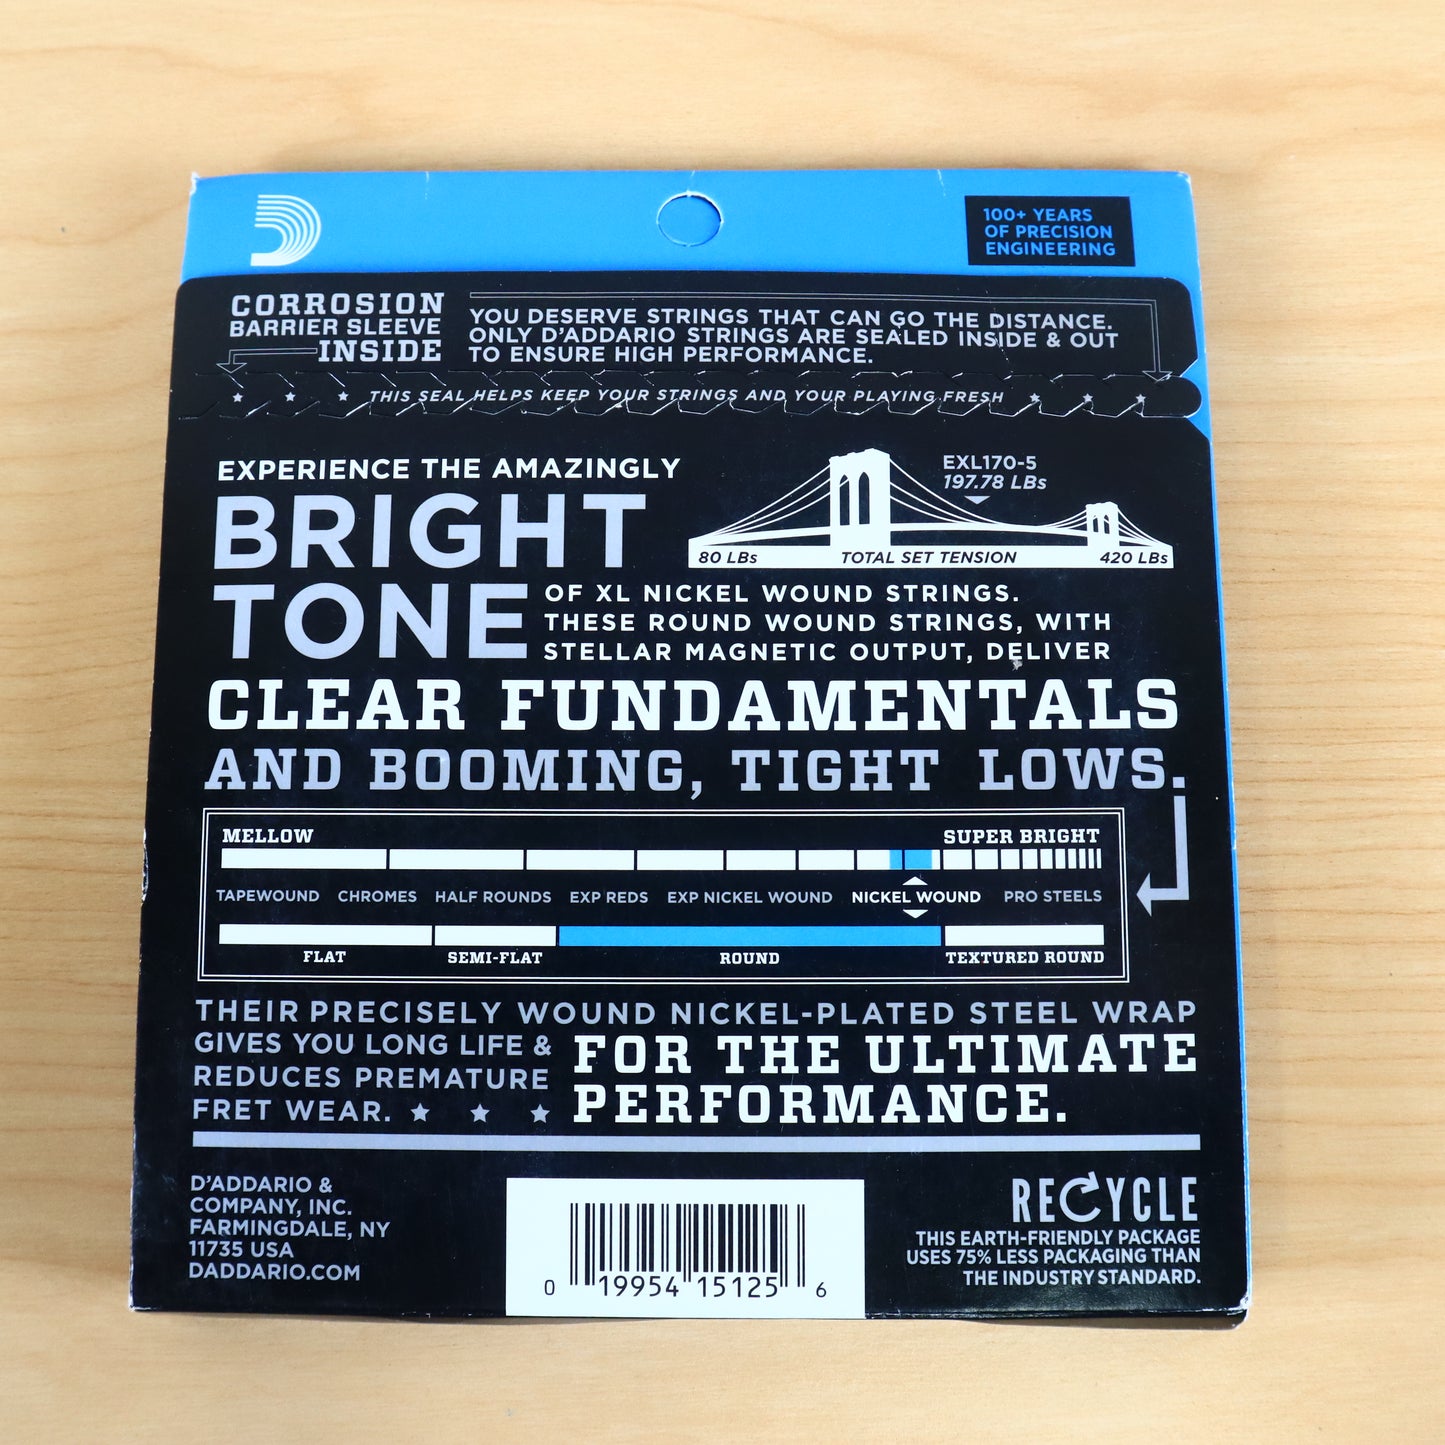 100+ YEARS
OF PRECISION
ENGINEERING
CORROSION
BARRIER SLEEVE
INSIDE
YOU DESERVE STRINGS THAT CAN GO THE DISTANCE.
ONLY D'ADDARIO STRINGS ARE SEALED INSIDE & OUT
TO ENSURE HIGH PERFORMANCE.
THIS SEAL HELPS KEEP YOUR STRINGS AND YOUR PLAYING FRESH
EXPERIENCE THE AMAZINGLY
BRIGHT
TONE
EXL170-5
197.78 LBs
80 LBs TOTAL SET TENSION 420 LBs
OF XL NICKEL WOUND STRINGS.
THESE ROUND WOUND STRINGS, WITH
STELLAR MAGNETIC OUTPUT, DELIVER
CLEAR FUNDAMENTALS
AND BOOMING, TIGHT LOWS.
MELLOW SUPER BRIGHT
TAPEWOUND CHROMES HALF ROUNDS EXP REDS EXP NICKEL WOUND NICKEL WOUND PRO STEELS
FLAT SEMI-FLAT ROUND TEXTURED ROUND
THEIR PRECISELY WOUND NICKEL-PLATED STEEL WRAP
GIVES YOU LONG LIFE &
REDUCES PREMATURE
FRET WEAR.
FOR THE ULTIMATE
PERFORMANCE.
D'ADDARIO &
COMPANY, INC.
FARMINGDALE, NY
11735 USA
DADDARIO.COM
0 19954 15125 6
RECYCLE
THIS EARTH-FRIENDLY PACKAGE
USES 75% LESS PACKAGING THAN
THE INDUSTRY STANDARD.